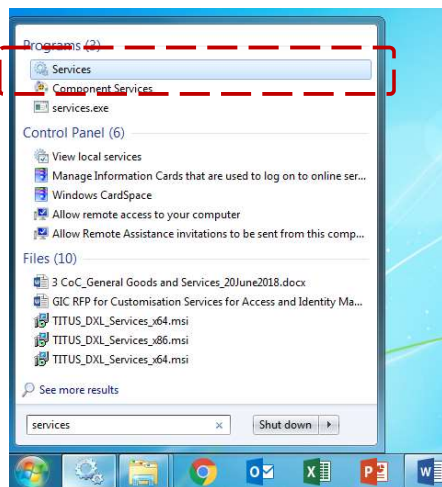 Programs (3)
Services
Component Services
services.exe
Control Panel (6)
View local services
Manage Information Cards that are used to log on to online ser...
Windows CardSpace
Allow remote access to your computer
Allow Remote Assistance invitations to be sent from this comp...
Files (10)
3 CoC_General Goods and Services_20June2018.docx
GIC RFP for Customisation Services for Access and Identity Ma...
TITUS_DXL_Services_x64.msi
TITUS_DXL_Services_x86.msi
TITUS_DXL_Services_x64.msi
See more results
services × Shut down